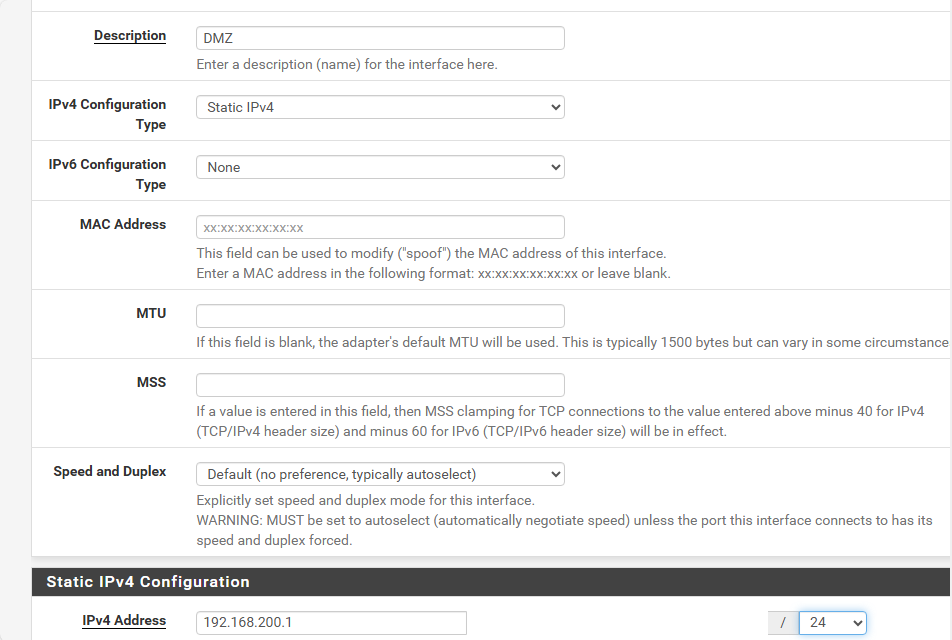 Description
DMZ
Enter a description (name) for the interface here.
IPv4 Configuration
Type
Static IPv4
IPv6 Configuration
Type
None
MAC Address
xx:xx:xx:xx:xx:xx
This field can be used to modify ("spoof") the MAC address of this interface.
Enter a MAC address in the following format: xx:xx:xx:xx:xx:xx or leave blank.
MTU
If this field is blank, the adapter's default MTU will be used. This is typically 1500 bytes but can vary in some circumstance
MSS
If a value is entered in this field, then MSS clamping for TCP connections to the value entered above minus 40 for IPv4
(TCP/IPv4 header size) and minus 60 for IPv6 (TCP/IPv6 header size) will be in effect.
Speed and Duplex
Default (no preference, typically autoselect)
Explicitly set speed and duplex mode for this interface.
WARNING: MUST be set to autoselect (automatically negotiate speed) unless the port this interface connects to has its
speed and duplex forced.
Static IPv4 Configuration
IPv4 Address
192.168.200.1
/ 24